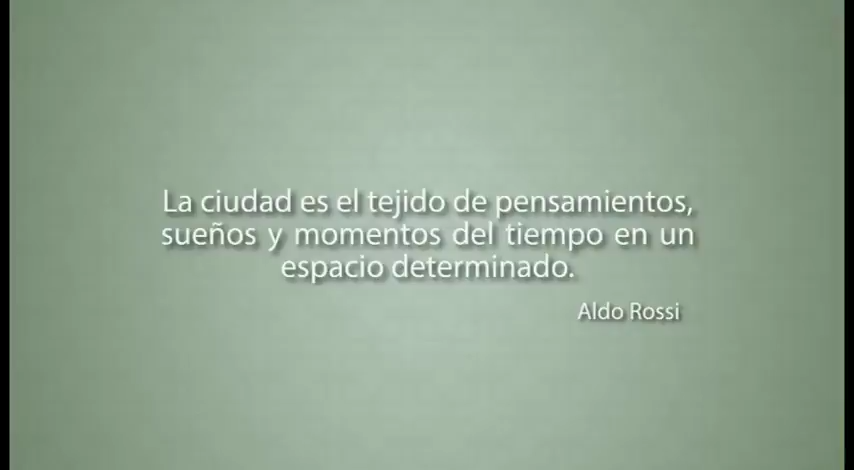 La ciudad es el tejido de pensamientos,
sueños y momentos del tiempo en un
espacio determinado.
Aldo Rossi